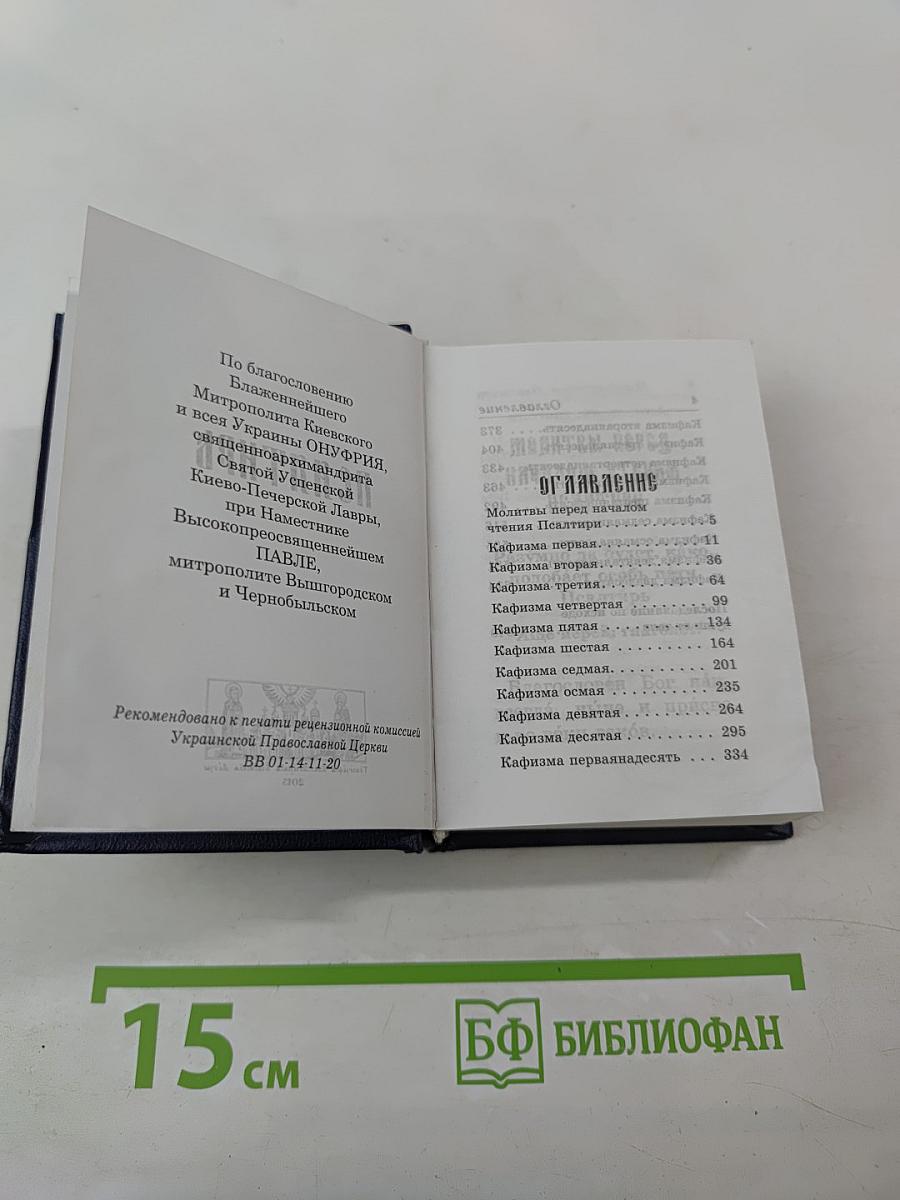 По благословению
Блаженнейшего
Митрополита Киевского
и всея Украины ОНУФРИЯ,
священноархимандрита
Святой Успенской
Киево-Печерской Лавры,
при Наместнике
Высокопреосвященнейшем
ПАВЛЕ,
митрополите Вышгородском
и Чернобыльском
Рекомендовано к печати рецензионной комиссией
Украинской Православной Церкви
ВВ 01-14-11-20
ОГЛАВЛЕНИЕ
Молитвы перед началом
чтения Псалтири . . . . . . . . . 5
Кафизма первая. . . . . . . . . . 11
Кафизма вторая. . . . . . . . . . 36
Кафизма третия. . . . . . . . . . 64
Кафизма четвертая . . . . . . . . 99
Кафизма пятая . . . . . . . . . 134
Кафизма шестая . . . . . . . . . 164
Кафизма седмая. . . . . . . . . 201
Кафизма осмая . . . . . . . . . 235
Кафизма девятая . . . . . . . . 264
Кафизма десятая . . . . . . . . 295
Кафизма перваянадесять . . . 334
15 см
БФ БИБЛИОФАН